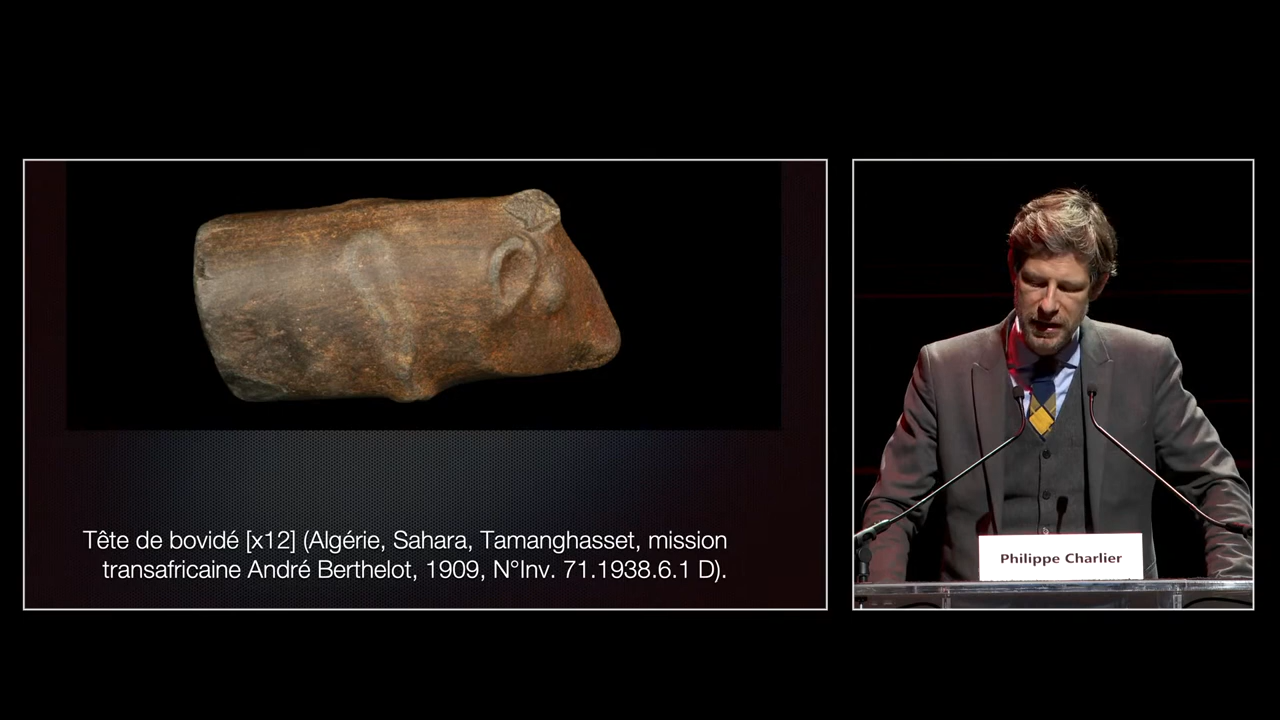 Tête de bovidé [x12] (Algérie, Sahara, Tamanghasset, mission
transafricaine André Berthelot, 1909, N°Inv. 71.1938.6.1 D).
Philippe Charlier